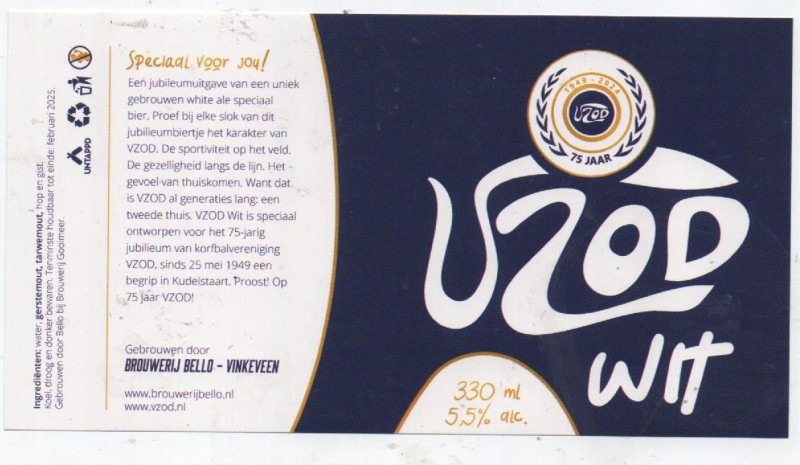 Ingrediënten: water, gerstemout, tarwemout, hop en gist.
Koel, droog en donker bewaren. Tenminste houdbaar tot einde: februari 2025.
Gebrouwen door Bello bij Brouwerij Gooimeer.
UNTAPPD
Speciaal voor jou!
Een jubileumuitgave van een uniek
gebrouwen white ale speciaal
bier. Proef bij elke slok van dit
jubilieumbiertje het karakter van
VZOD. De sportiviteit op het veld.
De gezelligheid langs de lijn. Het
gevoel van thuiskomen. Want dat
is VZOD al generaties lang: een
tweede thuis. VZOD Wit is speciaal
ontworpen voor het 75-jarig
jubilieum van korfbalvereniging
VZOD, sinds 25 mei 1949 een
begrip in Kudelstaart. Proost! Op
75 jaar VZOD!
Gebrouwen door
BROUWERIJ BELLO – VINKEVEEN
www.brouwerijbello.nl
www.vzod.nl
1949 - 2024
VZOD
75 JAAR
VZOD
WIT
330 ml
5,5% alc.